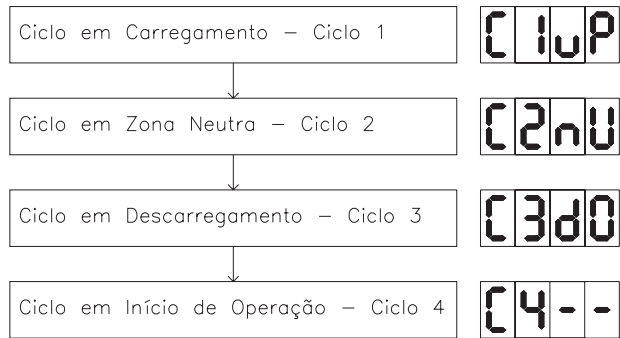 Ciclo em Carregamento – Ciclo 1
C1uP
Ciclo em Zona Neutra – Ciclo 2
C2nU
Ciclo em Descarregamento – Ciclo 3
C3dO
Ciclo em Início de Operação – Ciclo 4
C4--